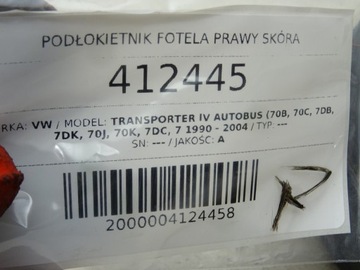 PODŁOKIETNIK FOTELA PRAWY SKÓRA
412445
RKA: VW / MODEL: TRANSPORTER IV AUTOBUS (70B, 70C, 7DB,
7DK, 70J, 70K, 7DC, 7 1990 - 2004 / TYP: ---
SN: --- / JAKOŚĆ: A
2000004124458
R